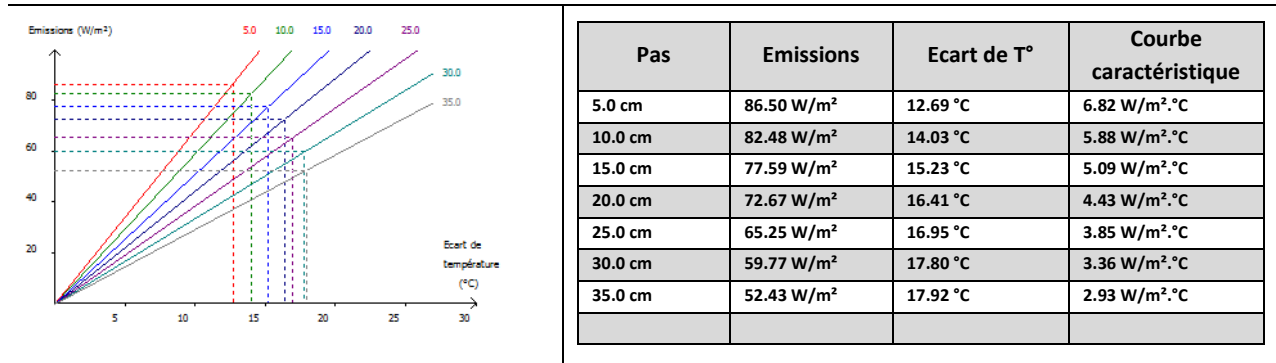 Emissions (W/m²)
5.0 10.0 15.0 20.0 25.0
30.0
35.0
80
60
40
20
Ecart de
température
(°C)
5 10 15 20 25 30
Pas Emissions Ecart de T° Courbe
caractéristique
5.0 cm 86.50 W/m² 12.69 °C 6.82 W/m².°C
10.0 cm 82.48 W/m² 14.03 °C 5.88 W/m².°C
15.0 cm 77.59 W/m² 15.23 °C 5.09 W/m².°C
20.0 cm 72.67 W/m² 16.41 °C 4.43 W/m².°C
25.0 cm 65.25 W/m² 16.95 °C 3.85 W/m².°C
30.0 cm 59.77 W/m² 17.80 °C 3.36 W/m².°C
35.0 cm 52.43 W/m² 17.92 °C 2.93 W/m².°C